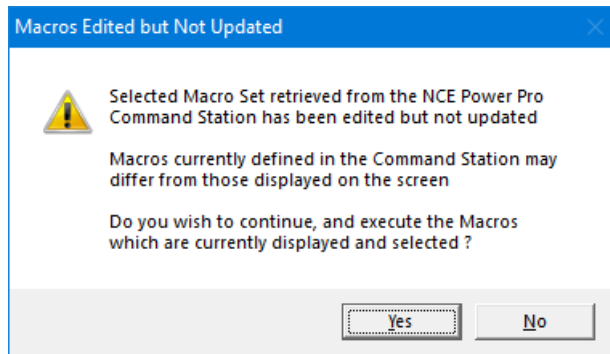 Macros Edited but Not Updated
Selected Macro Set retrieved from the NCE Power Pro
Command Station has been edited but not updated
Macros currently defined in the Command Station may
differ from those displayed on the screen
Do you wish to continue, and execute the Macros
which are currently displayed and selected ?
Yes
No